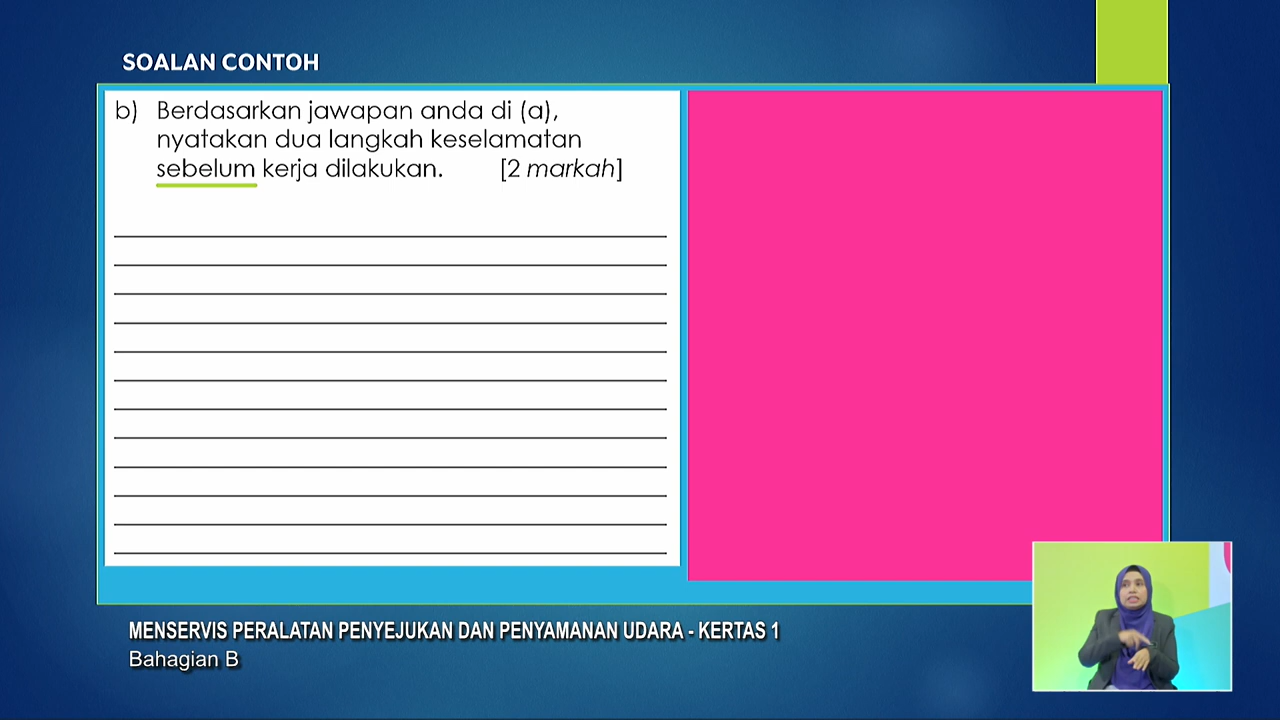 SOALAN CONTOH
b) Berdasarkan jawapan anda di (a),
nyatakan dua langkah keselamatan
sebelum kerja dilakukan. [2 markah]
MENSERVIS PERALATAN PENYEJUKAN DAN PENYAMANAN UDARA - KERTAS 1
Bahagian B